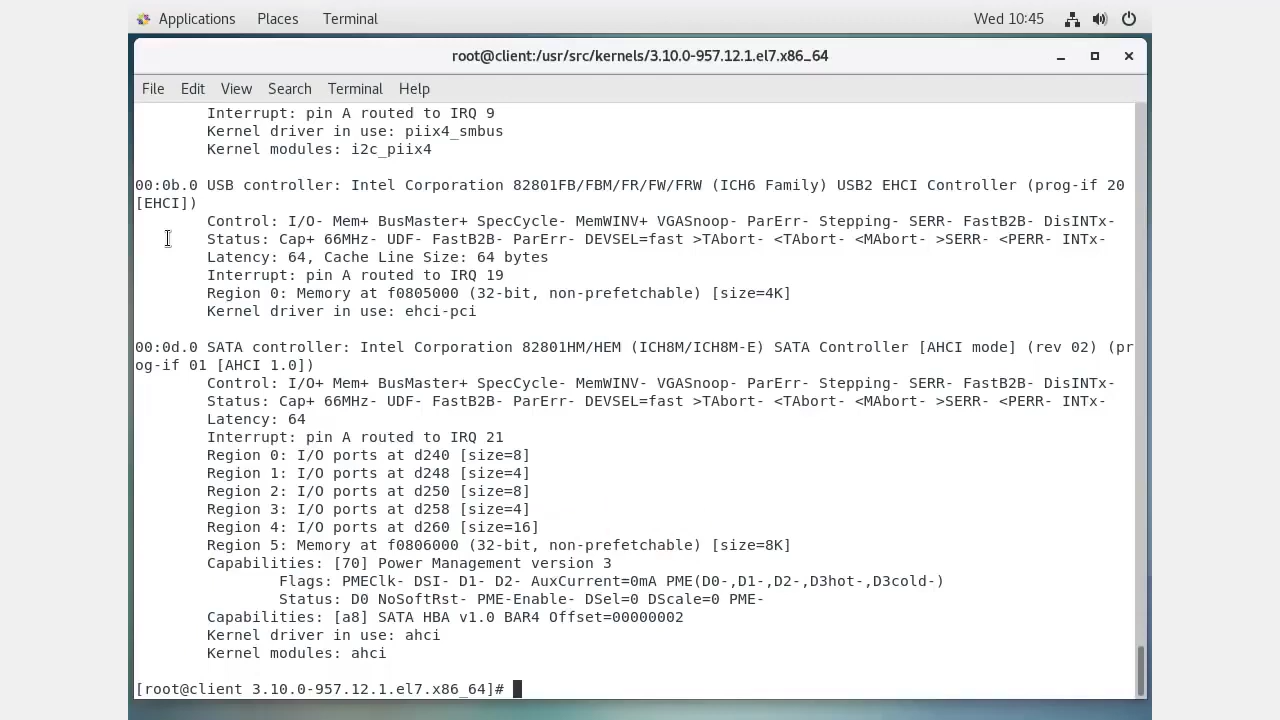 Applications Places Terminal Wed 10:45
root@client:/usr/src/kernels/3.10.0-957.12.1.el7.x86_64
File Edit View Search Terminal Help
Interrupt: pin A routed to IRQ 9
Kernel driver in use: piix4_smbus
Kernel modules: i2c_piix4
00:0b.0 USB controller: Intel Corporation 82801FB/FBM/FR/FW/FRW (ICH6 Family) USB2 EHCI Controller (prog-if 20
[EHCI])
Control: I/O- Mem+ BusMaster+ SpecCycle- MemWINV+ VGASnoop- ParErr- Stepping- SERR- FastB2B- DisINTx-
Status: Cap+ 66MHz- UDF- FastB2B- ParErr- DEVSEL=fast >TAbort- <TAbort- <MAbort- >SERR- <PERR- INTx-
Latency: 64, Cache Line Size: 64 bytes
Interrupt: pin A routed to IRQ 19
Region 0: Memory at f0805000 (32-bit, non-prefetchable) [size=4K]
Kernel driver in use: ehci-pci
00:0d.0 SATA controller: Intel Corporation 82801HM/HEM (ICH8M/ICH8M-E) SATA Controller [AHCI mode] (rev 02) (pr
og-if 01 [AHCI 1.0])
Control: I/O+ Mem+ BusMaster+ SpecCycle- MemWINV- VGASnoop- ParErr- Stepping- SERR- FastB2B- DisINTx-
Status: Cap+ 66MHz- UDF- FastB2B- ParErr- DEVSEL=fast >TAbort- <TAbort- <MAbort- >SERR- <PERR- INTx-
Latency: 64
Interrupt: pin A routed to IRQ 21
Region 0: I/O ports at d240 [size=8]
Region 1: I/O ports at d248 [size=4]
Region 2: I/O ports at d250 [size=8]
Region 3: I/O ports at d258 [size=4]
Region 4: I/O ports at d260 [size=16]
Region 5: Memory at f0806000 (32-bit, non-prefetchable) [size=8K]
Capabilities: [70] Power Management version 3
Flags: PMEClk- DSI- D1- D2- AuxCurrent=0mA PME(D0-,D1-,D2-,D3hot-,D3cold-)
Status: D0 NoSoftRst- PME-Enable- DSel=0 DScale=0 PME-
Capabilities: [a8] SATA HBA v1.0 BAR4 Offset=00000002
Kernel driver in use: ahci
Kernel modules: ahci
[root@client 3.10.0-957.12.1.el7.x86_64]#